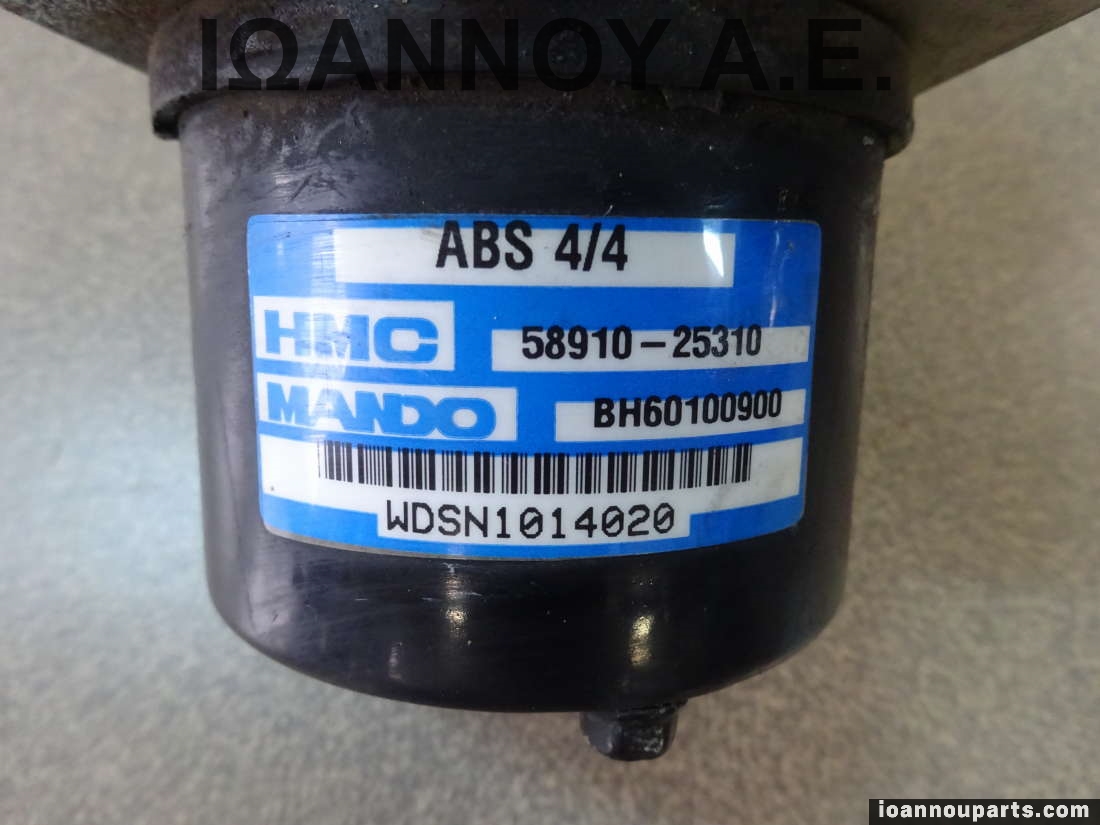 ΙΩΑΝΝΟΥ Α.Ε.
ABS 4/4
HMC 58910-25310
MANDO BH60100900
WDSN1014020
ioannouparts.com